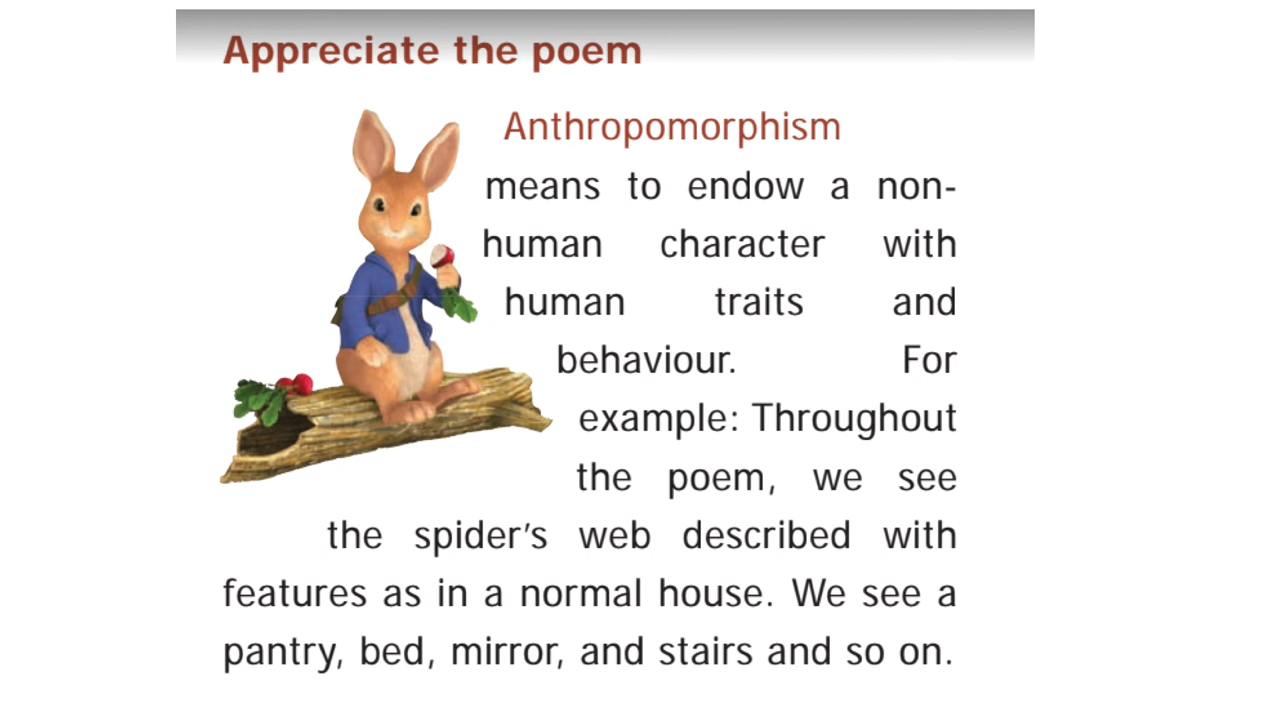 Appreciate the poem
Anthropomorphism
means to endow a non-
human character with
human traits and
behaviour. For
example: Throughout
the poem, we see
the spider's web described with
features as in a normal house. We see a
pantry, bed, mirror, and stairs and so on.